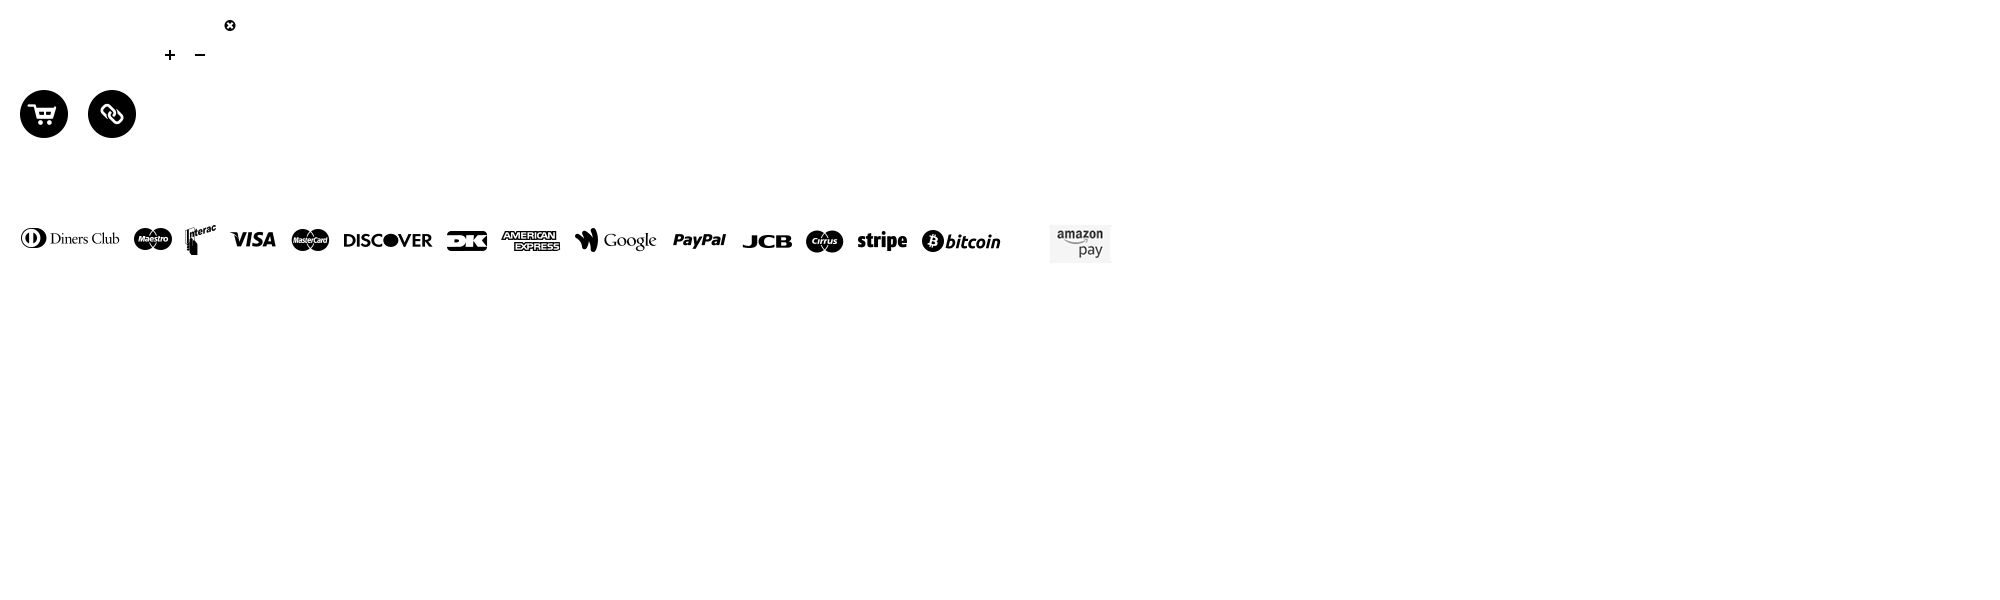 Diners Club Maestro Interac VISA MasterCard DISCOVER DK AMERICAN EXPRESS Google PayPal JCB Cirrus stripe bitcoin amazon pay